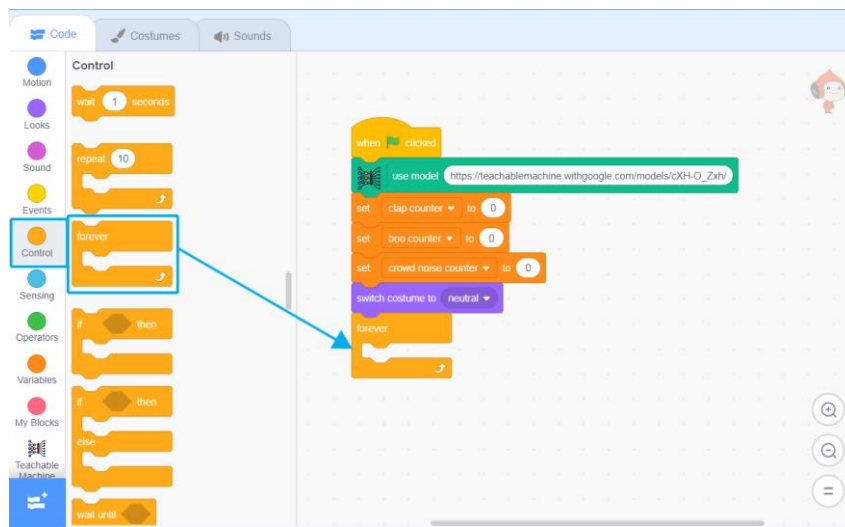 Code
Costumes
Sounds
Motion
Looks
Sound
Events
Control
Sensing
Operators
Variables
My Blocks
Teachable
Machine
Control
wait 1 seconds
repeat 10
forever
if then
if then
else
wait until
when clicked
use model https://teachablemachine.withgoogle.com/models/cXH-O_Zxh/
set clap counter to 0
set boo counter to 0
set crowd noise counter to 0
switch costume to neutral
forever